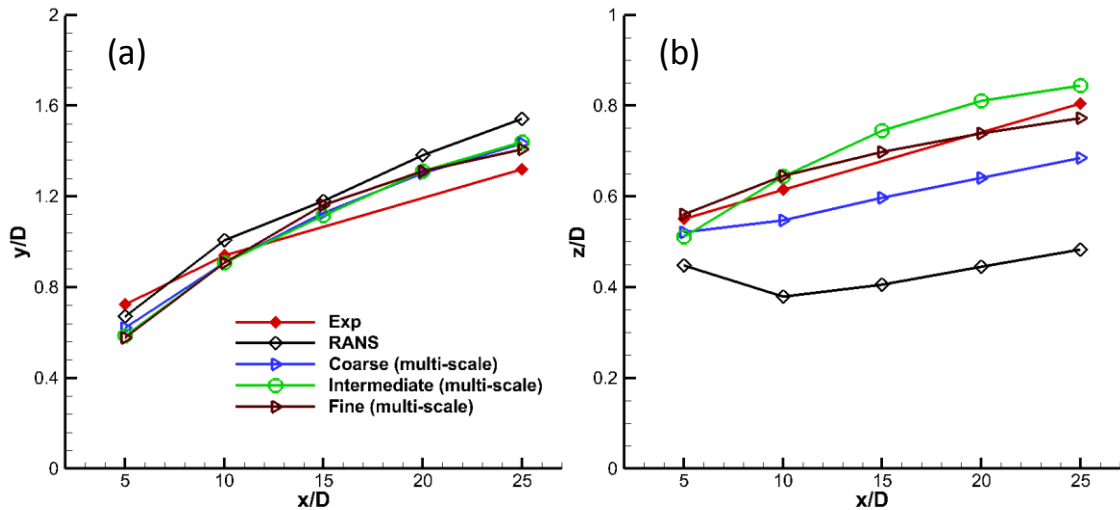 (a)
2
1.6
1.2
0.8
0.4
0
y/D
5 10 15 20 25
x/D
Exp
RANS
Coarse (multi-scale)
Intermediate (multi-scale)
Fine (multi-scale)
(b)
1
0.8
0.6
0.4
0.2
0
z/D
5 10 15 20 25
x/D